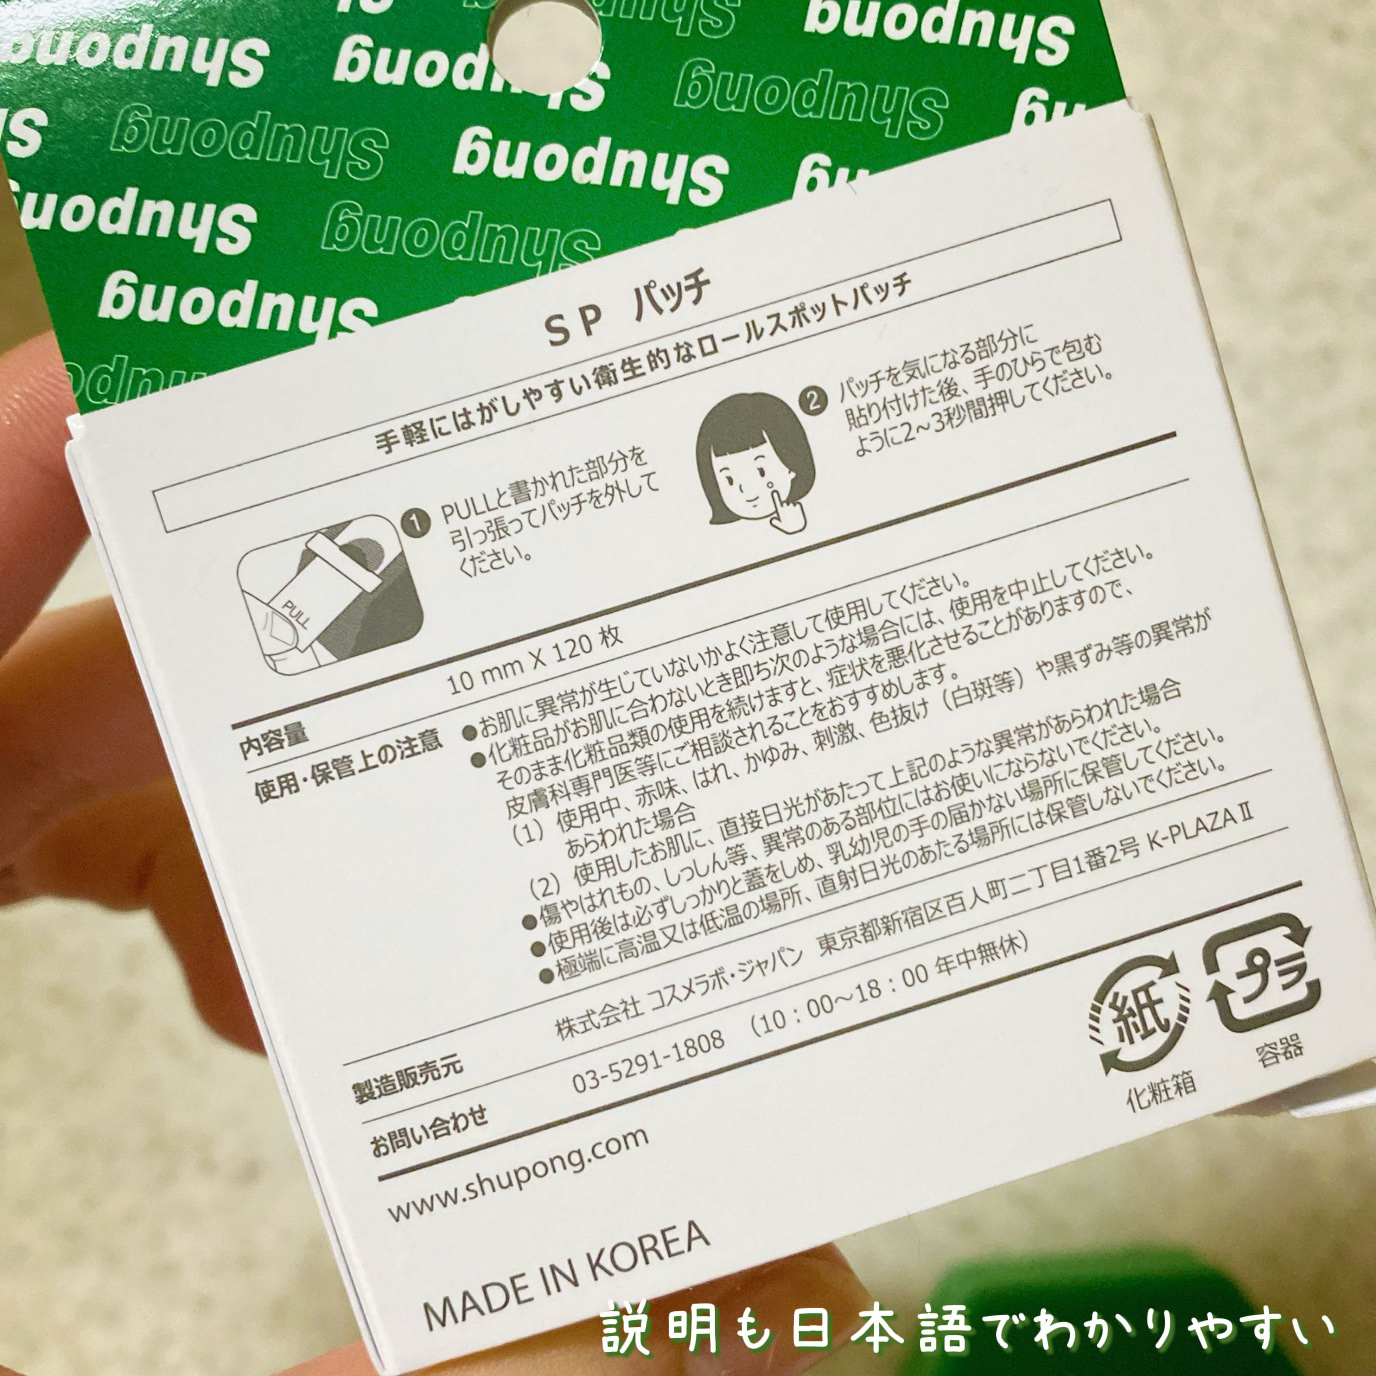 Shupong Shupong Shupong
Shupong Shupong Shupong
Shupong Shupong
Shupong Shupong
Shupong
SP パッチ
手軽にはがしやすい衛生的なロールスポットパッチ
PULL
1 PULLと書かれた部分を
引っ張ってパッチを外して
ください。
2 パッチを気になる部分に
貼り付けた後、手のひらで包む
ように2～3秒間押してください。
内容量 10 mm X 120 枚
使用・保管上の注意 ●お肌に異常が生じていないかよく注意して使用してください。
●化粧品がお肌に合わないとき即ち次のような場合には、使用を中止してください。
そのまま化粧品類の使用を続けますと、症状を悪化させることがありますので、
皮膚科専門医等にご相談されることをおすすめします。
（1） 使用中、赤味、はれ、かゆみ、刺激、色抜け（白斑等）や黒ずみ等の異常が
あらわれた場合
（2） 使用したお肌に、直接日光があたって上記のような異常があらわれた場合
●傷やはれもの、しっしん等、異常のある部位にはお使いにならないでください。
●使用後は必ずしっかりと蓋をしめ、乳幼児の手の届かない場所に保管してください。
●極端に高温又は低温の場所、直射日光のあたる場所には保管しないでください。
製造販売元 株式会社 コスメラボ・ジャパン 東京都新宿区百人町二丁目1番2号 K-PLAZAⅡ
お問い合わせ 03-5291-1808 （10：00～18：00 年中無休）
www.shupong.com
紙
化粧箱
プラ
容器
MADE IN KOREA
説明も日本語でわかりやすい